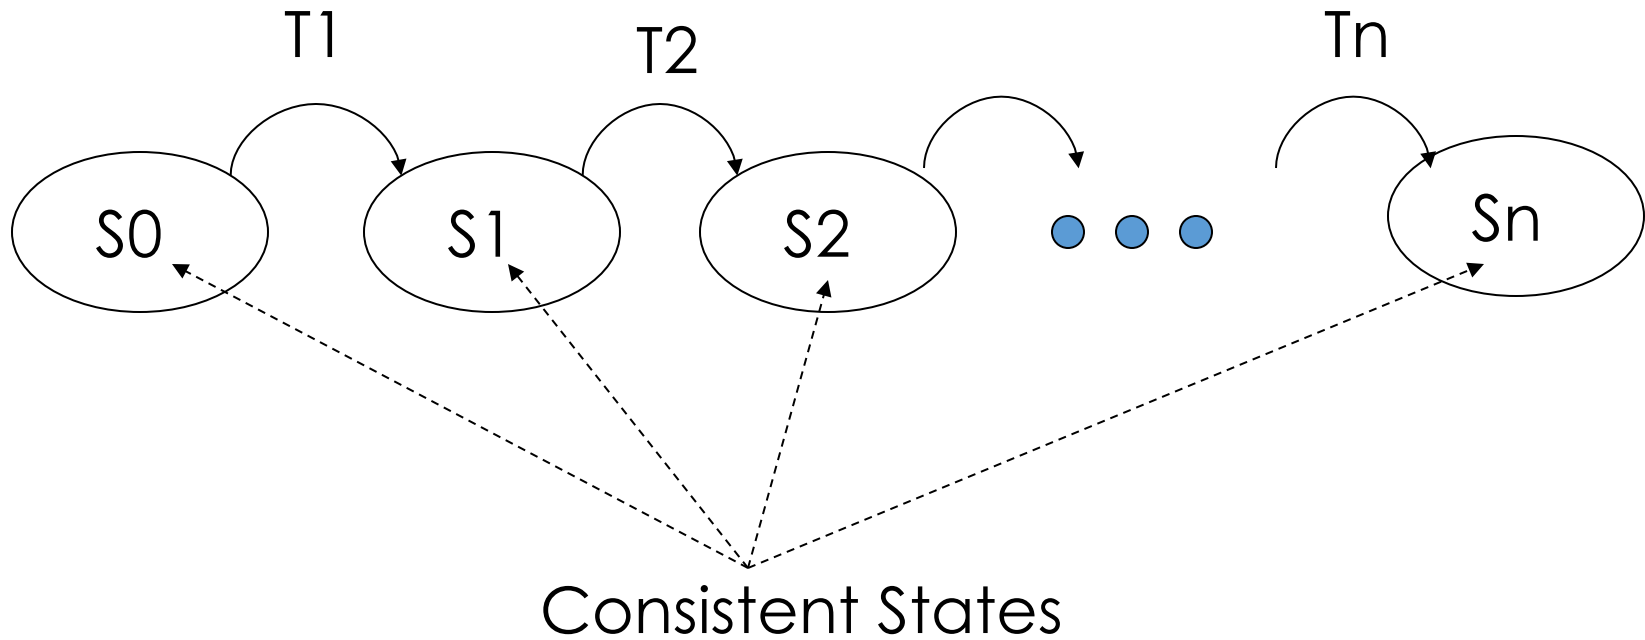 T1
T2
Tn
S0
S1
S2
Sn
Consistent States